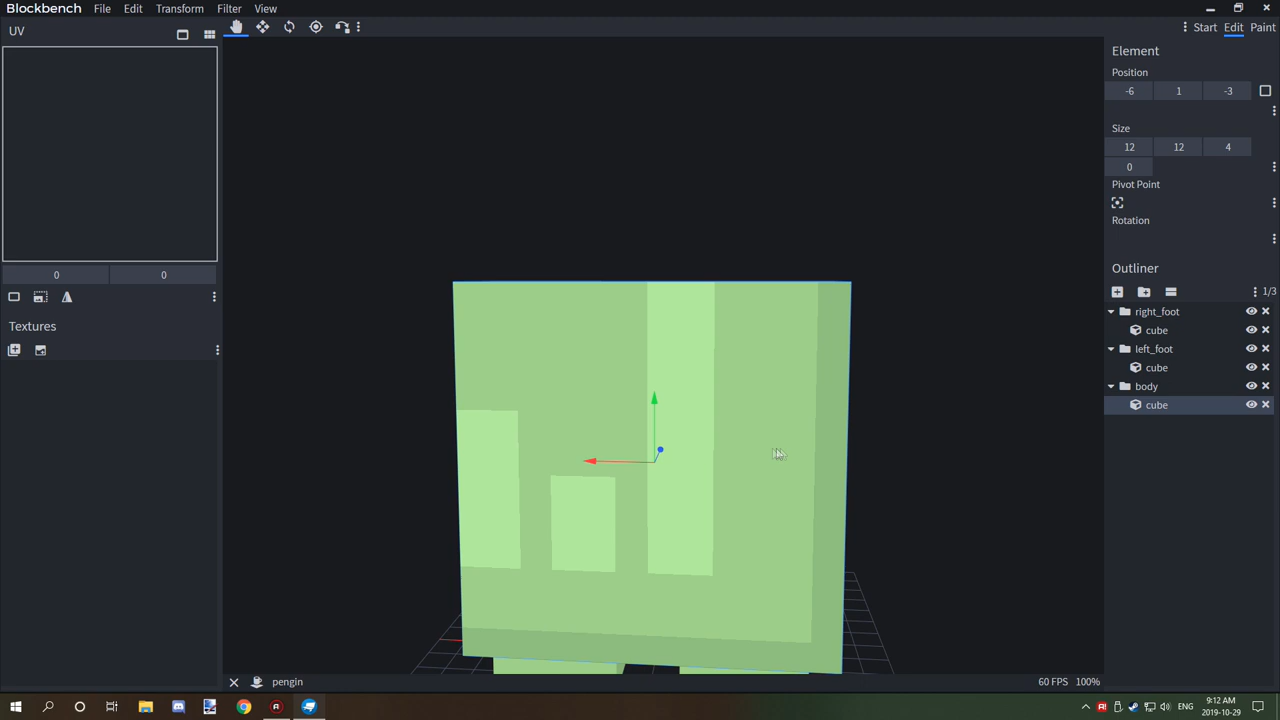 Blockbench File Edit Transform Filter View
UV
Start Edit Paint
Element
Position
-6 1 -3
Size
12 12 4
0
Pivot Point
Rotation
0 0
Textures
Outliner
1/3
right_foot
cube
left_foot
cube
body
cube
pengin
60 FPS 100%
ENG
9:12 AM
2019-10-29